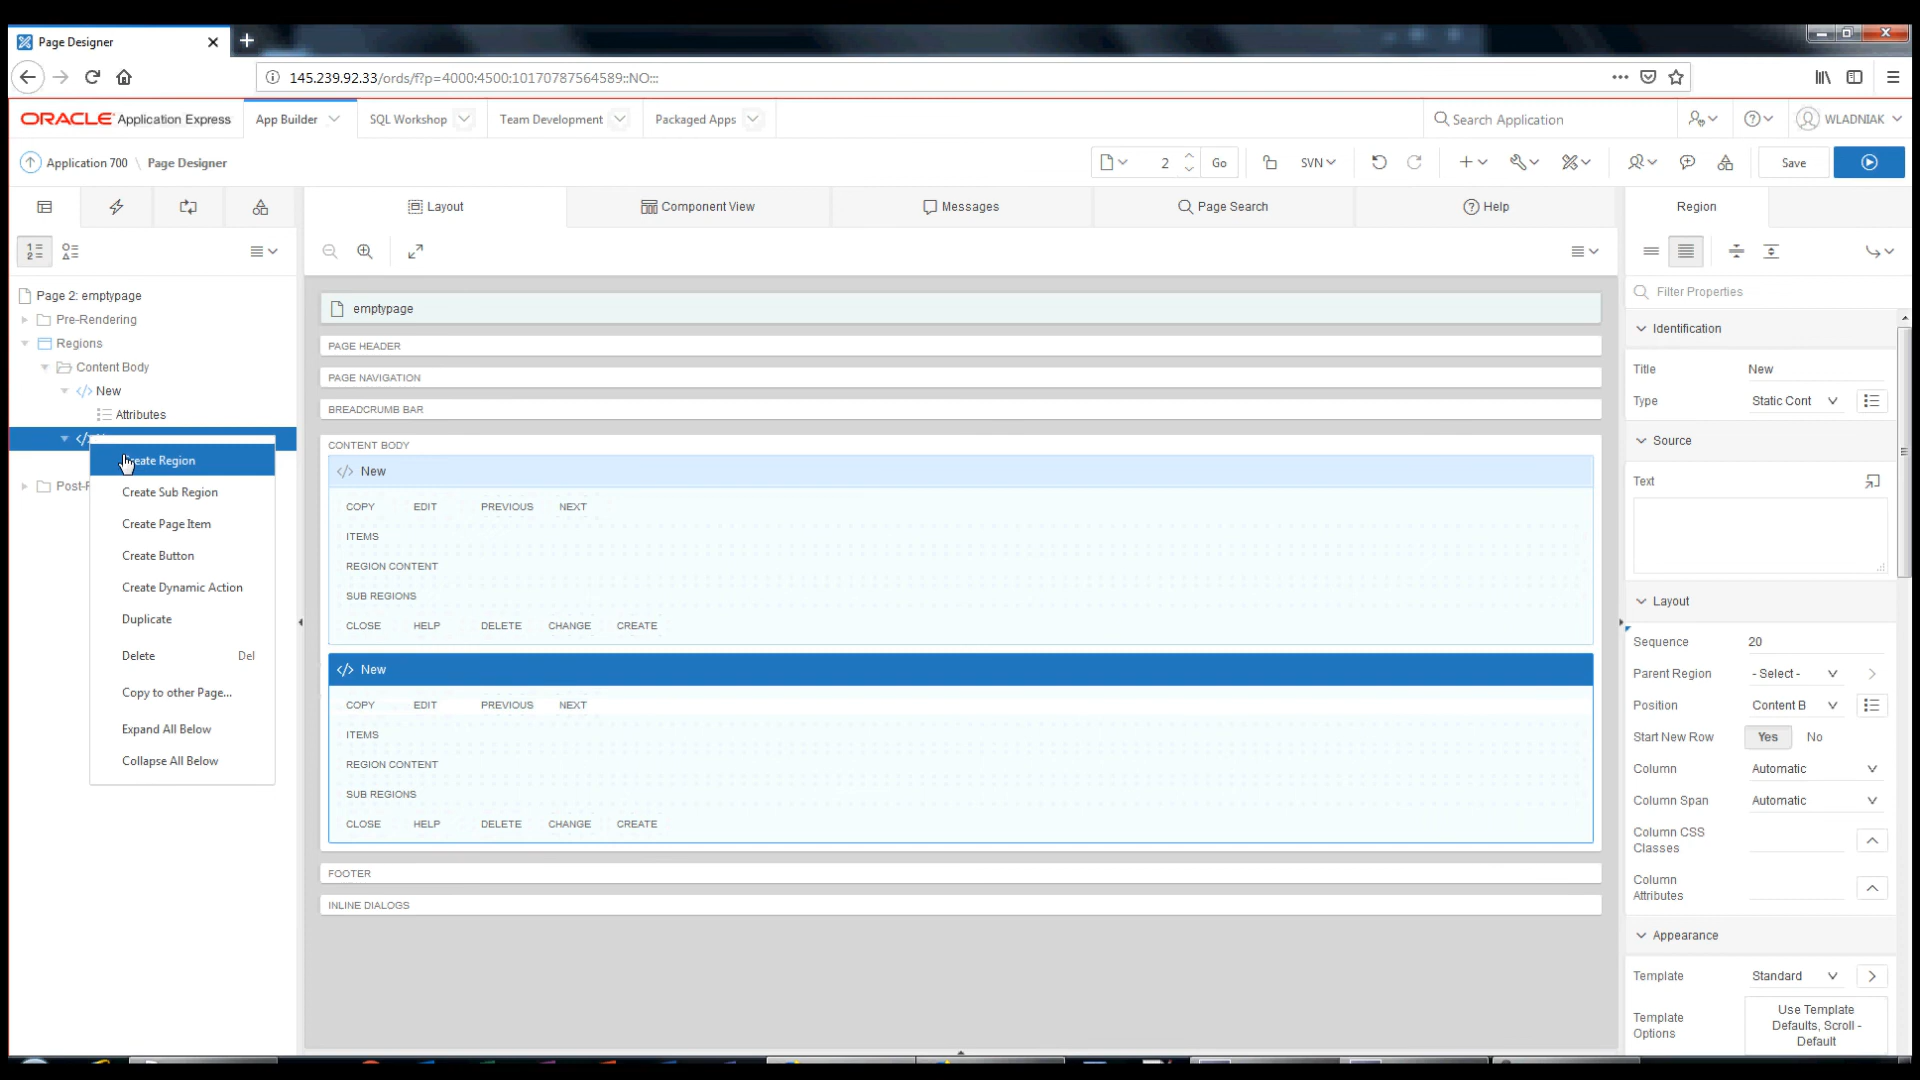 Page Designer
145.239.92.33/ords/f?p=4000:4500:10170787564589::NO:::
ORACLE Application Express
App Builder
SQL Workshop
Team Development
Packaged Apps
Search Application
WLADNIAK
Application 700 \ Page Designer
2
Go
SVN
Save
Layout
Component View
Messages
Page Search
Help
Region
Page 2: emptypage
Pre-Rendering
Regions
Content Body
New
Attributes
Create Region
Create Sub Region
Create Page Item
Create Button
Create Dynamic Action
Duplicate
Delete Del
Copy to other Page...
Expand All Below
Collapse All Below
emptypage
PAGE HEADER
PAGE NAVIGATION
BREADCRUMB BAR
CONTENT BODY
New
COPY EDIT PREVIOUS NEXT
ITEMS
REGION CONTENT
SUB REGIONS
CLOSE HELP DELETE CHANGE CREATE
New
COPY EDIT PREVIOUS NEXT
ITEMS
REGION CONTENT
SUB REGIONS
CLOSE HELP DELETE CHANGE CREATE
FOOTER
INLINE DIALOGS
Filter Properties
Identification
Title New
Type Static Cont
Source
Text
Layout
Sequence 20
Parent Region - Select -
Position Content B
Start New Row Yes No
Column Automatic
Column Span Automatic
Column CSS
Classes
Column
Attributes
Appearance
Template Standard
Template
Options
Use Template
Defaults, Scroll -
Default